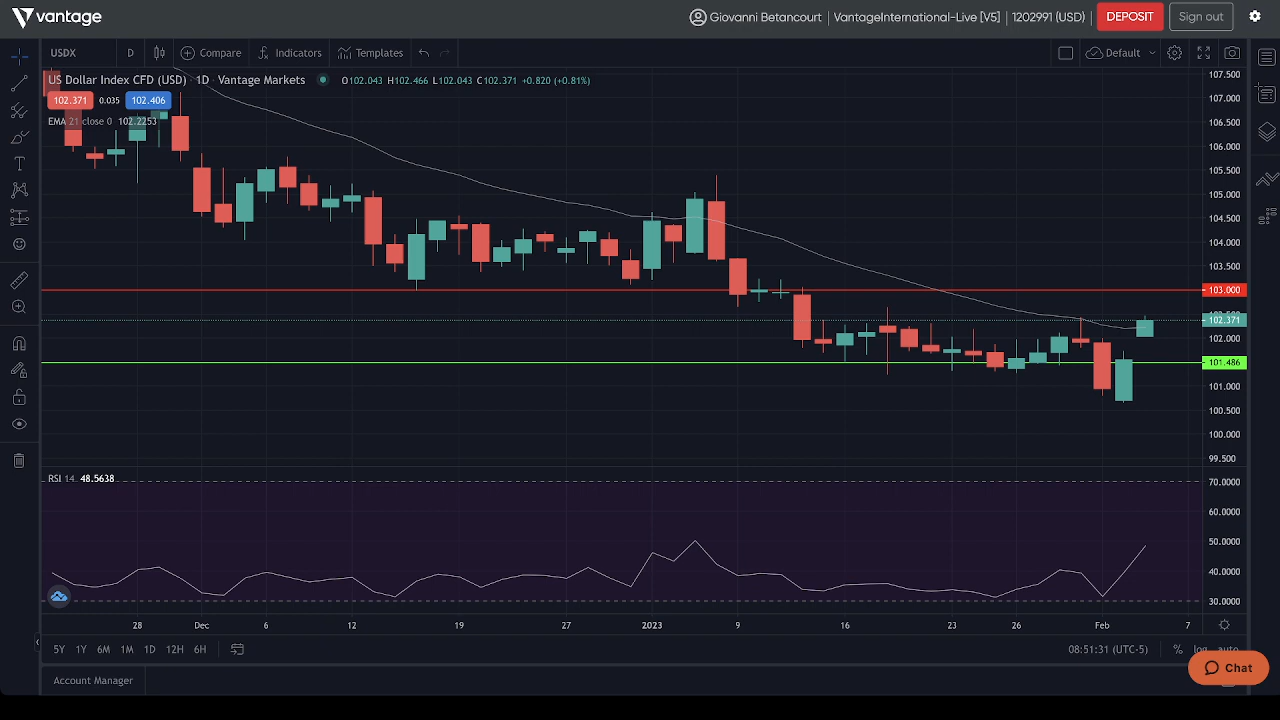 vantage
Giovanni Betancourt | VantageInternational-Live [V5] | 1202991 (USD) | DEPOSIT Sign out
USDX D Compare Indicators Templates Default
US Dollar Index CFD (USD) · 1D · Vantage Markets O102.043 H102.466 L102.043 C102.371 +0.820 (+0.81%)
102.371 0.035 102.406
EMA 21 close 0 102.2253
107.500
107.000
106.500
106.000
105.500
105.000
104.500
104.000
103.500
103.000
102.371
102.000
101.486
101.000
100.500
100.000
99.500
RSI 14 48.5638
70.0000
60.0000
50.0000
40.0000
30.0000
28 Dec 6 12 19 27 2023 9 16 23 26 Feb 7
5Y 1Y 6M 1M 1D 12H 6H 08:51:31 (UTC-5) % log auto
Chat
Account Manager